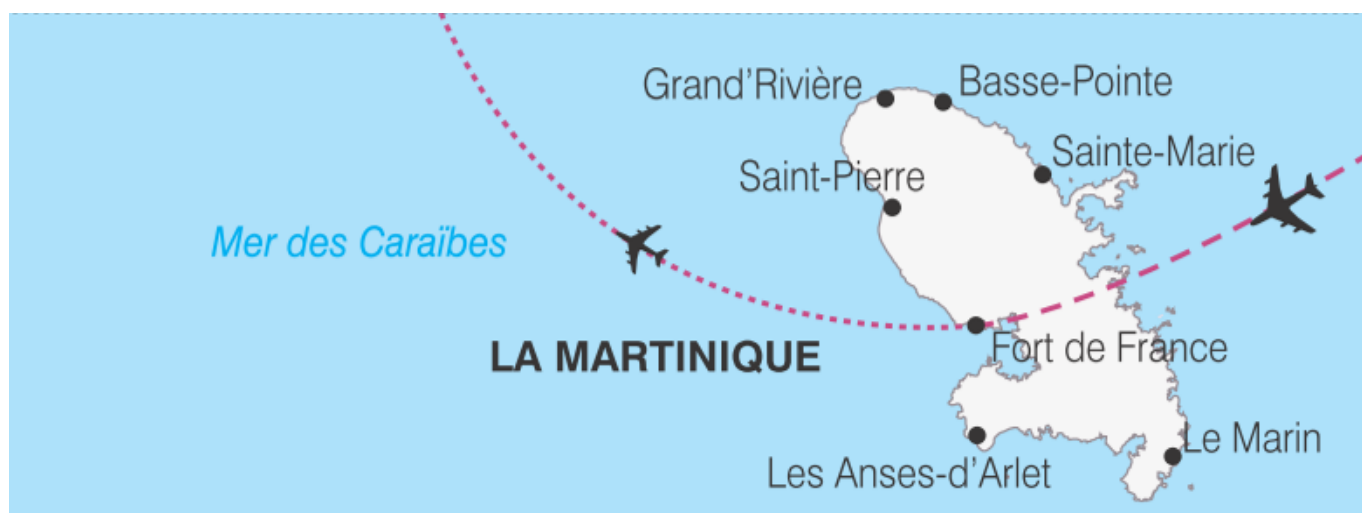 Grand'Rivière
Basse-Pointe
Sainte-Marie
Saint-Pierre
Mer des Caraïbes
LA MARTINIQUE
Fort de France
Le Marin
Les Anses-d'Arlet